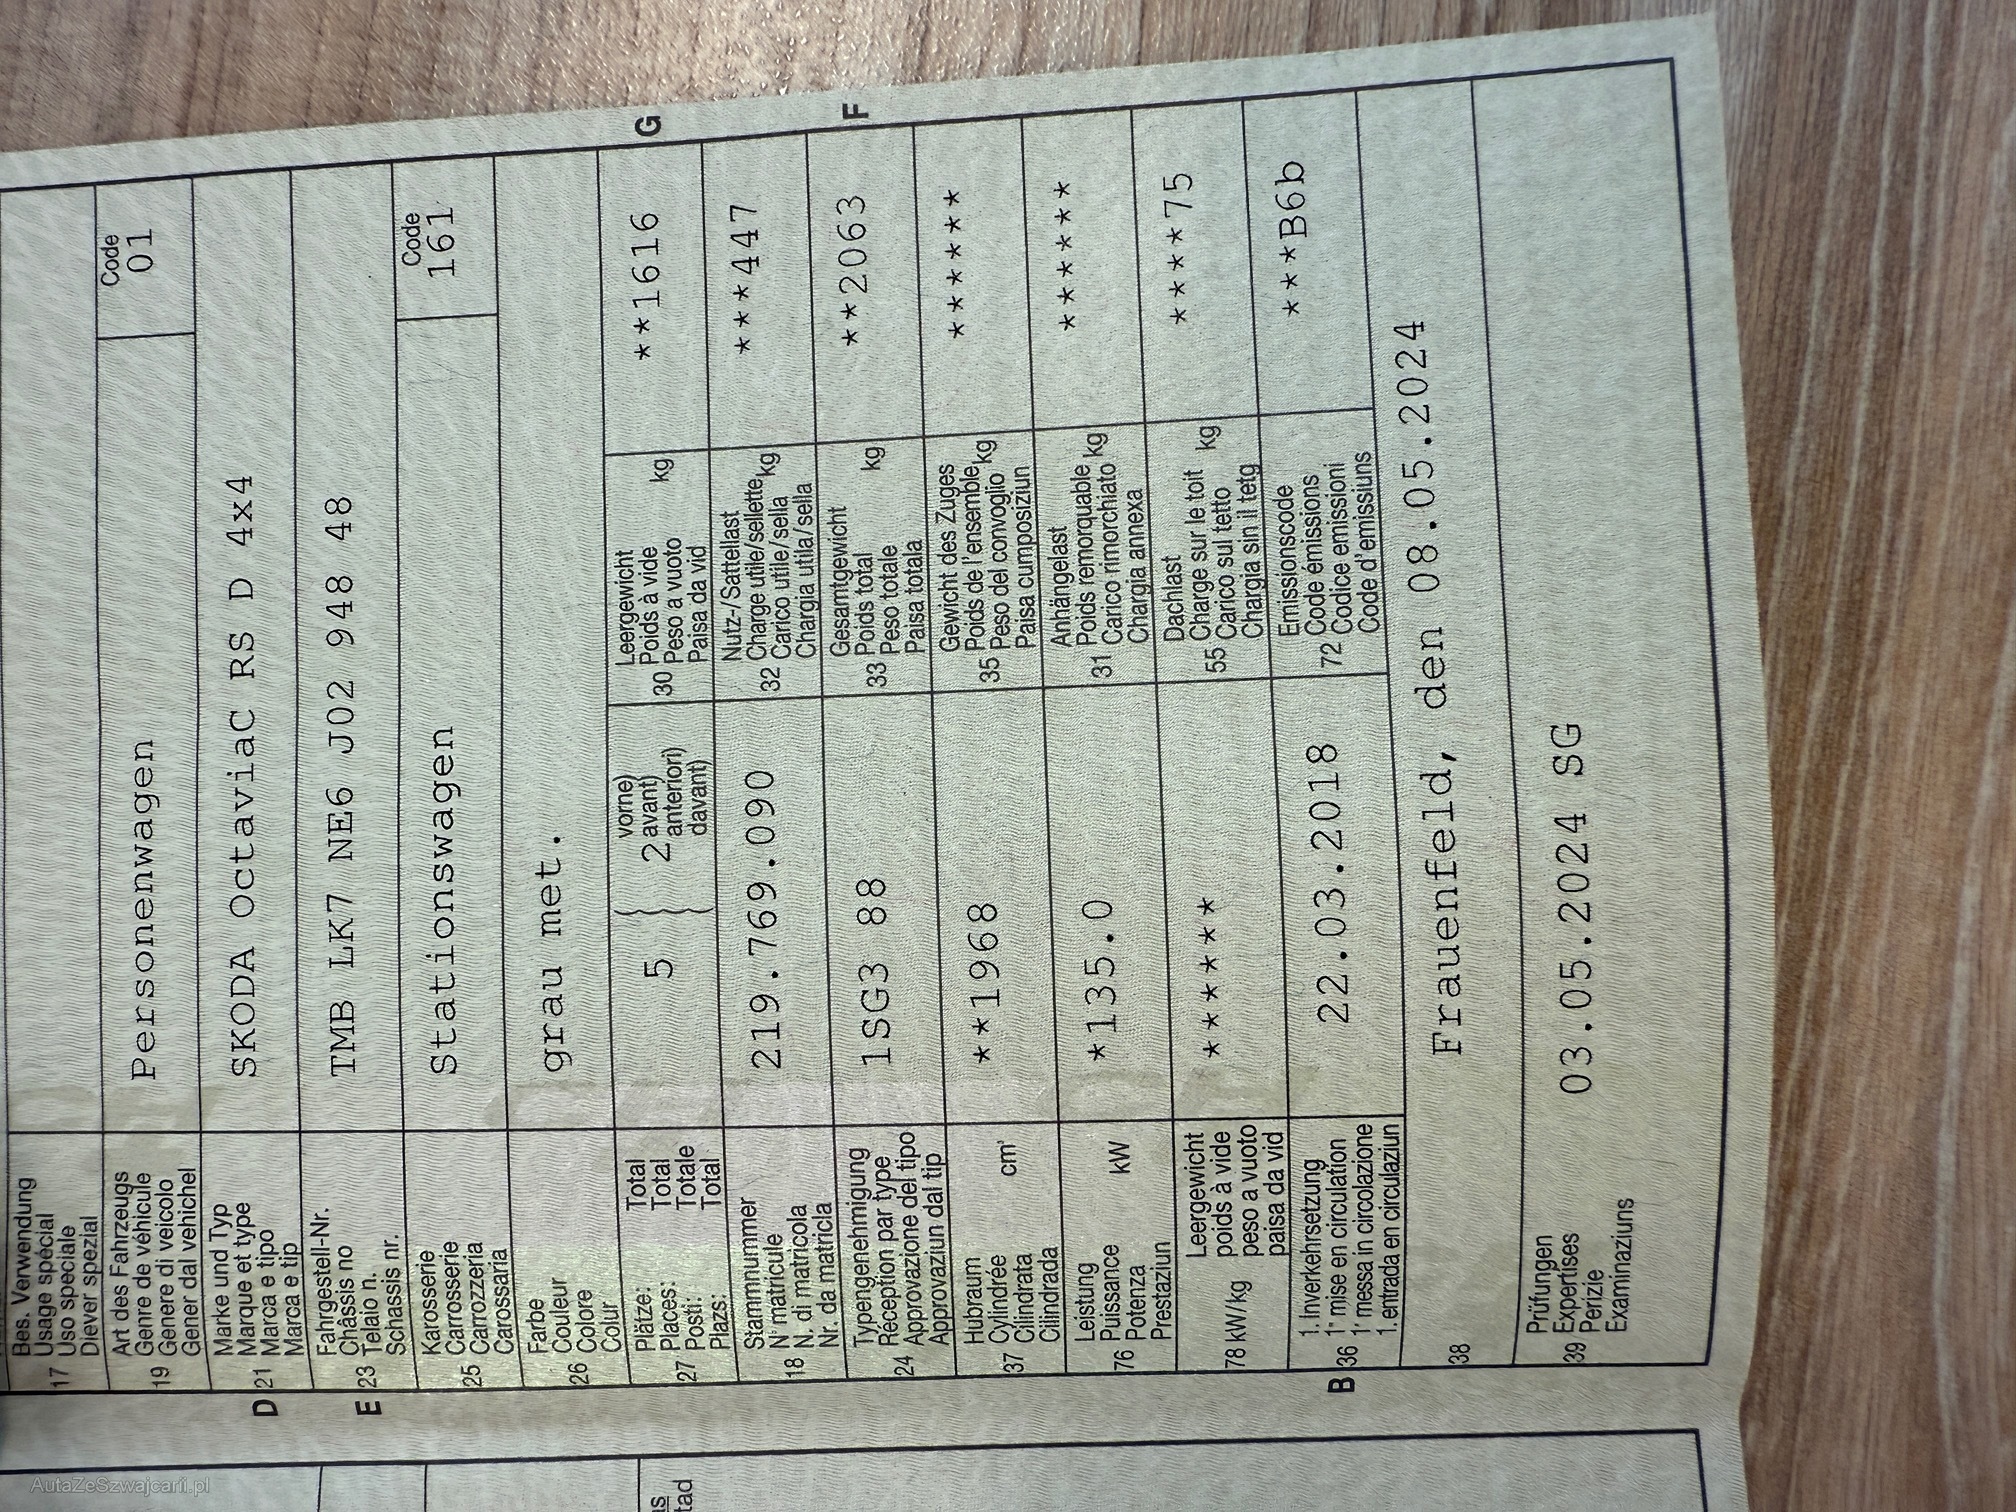 Bes. Verwendung
Usage spécial
17 Uso speciale
Diever spezial
Art des Fahrzeugs
Genre de véhicule
19 Genere di veicolo
Gener dal vehichel
Personenwagen
Code
01
Marke und Typ
Marque et type
D 21 Marca e tipo
Marca e tip
SKODA OctaviaC RS D 4x4
Fahrgestell-Nr.
Châssis no
E 23 Telaio n.
Schassis nr.
TMB LK7 NE6 J02 948 48
Karosserie
Carrosserie
25 Carrozzeria
Carossaria
Stationswagen
Code
161
Farbe
Couleur
26 Colore
Colur
grau met.
Plätze: Total
Places: Total
27 Posti: Totale
Plazs: Total
5
vorne)
2 avant)
anteriori)
davant)
Leergewicht
Poids à vide
30 Peso a vuoto kg
Paisa da vid
**1616
G
Stammnummer
N° matricule
18 N. di matricola
Nr. da matricla
219.769.090
Nutz-/Sattellast
Charge utile/sellette
32 Carico utile/sella kg
Chargia utila/sella
***447
Typengenehmigung
Réception par type
24 Approvazione del tipo
Approvaziun dal tip
1SG3 88
Gesamtgewicht
33 Poids total kg
Peso totale
Paisa totala
**2063
F
Hubraum
Cylindrée cm³
37 Cilindrata
Cilindrada
**1968
Gewicht des Zuges
Poids de l'ensemble
35 Peso del convoglio kg
Paisa cumposiziun
******
Leistung
Puissance kW
76 Potenza
Prestaziun
*135.0
Anhängelast
Poids remorquable
31 Carico rimorchiato kg
Chargia annexa
******
Leergewicht
poids à vide
78 kW/kg peso a vuoto
paisa da vid
******
Dachlast
Charge sur le toit
55 Carico sul tetto kg
Chargia sin il tetg
****75
1. Inverkehrsetzung
B 36 1e mise en circulation
1a messa in circolazione
1. entrada en circulaziun
22.03.2018
Emissionscode
Code émissions
72 Codice emissioni
Code d'emissiuns
***B6b
38
Frauenfeld, den 08.05.2024
Prüfungen
39 Expertises
Perizie
Examinaziuns
03.05.2024 SG
tad
AutaZeSzwajcarii.pl